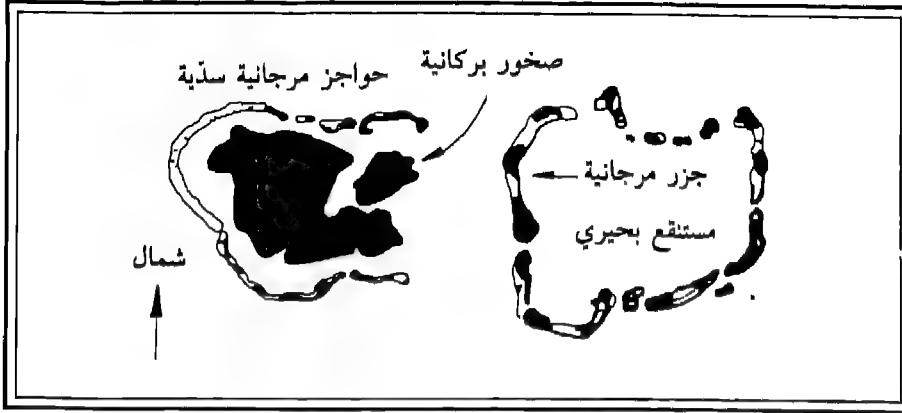 صخور بركانية
حواجز مرجانية سدّية
جزر مرجانية
مستنقع بحيري
شمال